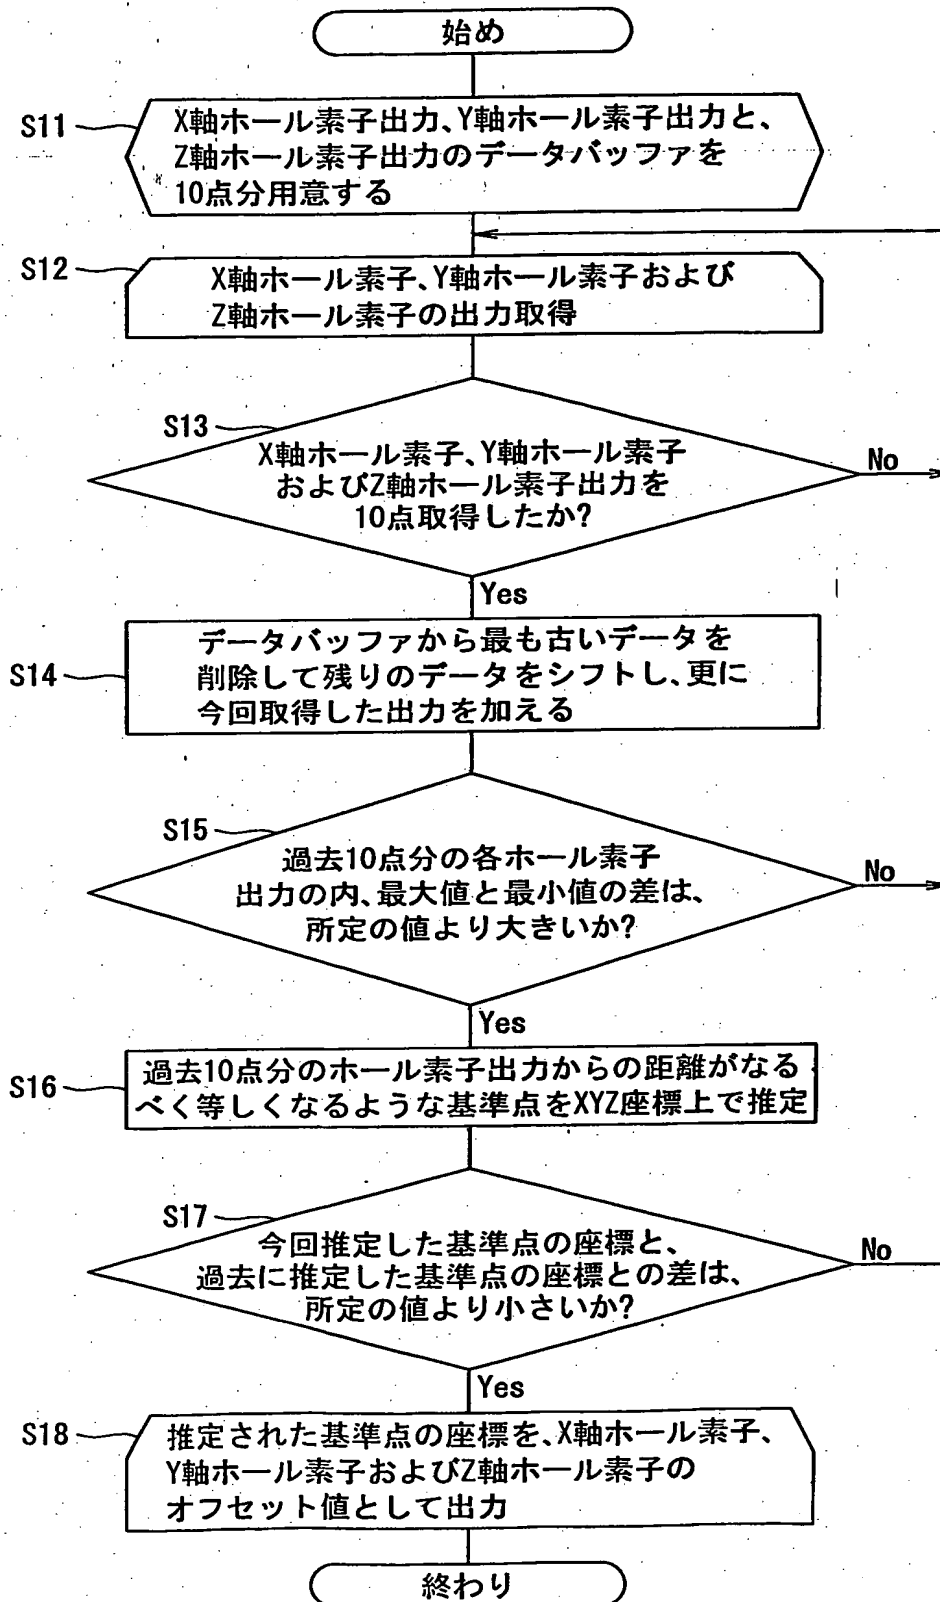 始め
S11
X軸ホール素子出力、Y軸ホール素子出力と、
Z軸ホール素子出力のデータバッファを
10点分用意する
S12
X軸ホール素子、Y軸ホール素子および
Z軸ホール素子の出力取得
S13
X軸ホール素子、Y軸ホール素子
およびZ軸ホール素子出力を
10点取得したか?
No
Yes
S14
データバッファから最も古いデータを
削除して残りのデータをシフトし、更に
今回取得した出力を加える
S15
過去10点分の各ホール素子
出力の内、最大値と最小値の差は、
所定の値より大きいか?
No
Yes
S16
過去10点分のホール素子出力からの距離がなる
べく等しくなるような基準点をXYZ座標上で推定
S17
今回推定した基準点の座標と、
過去に推定した基準点の座標との差は、
所定の値より小さいか?
No
Yes
S18
推定された基準点の座標を、X軸ホール素子、
Y軸ホール素子およびZ軸ホール素子の
オフセット値として出力
終わり